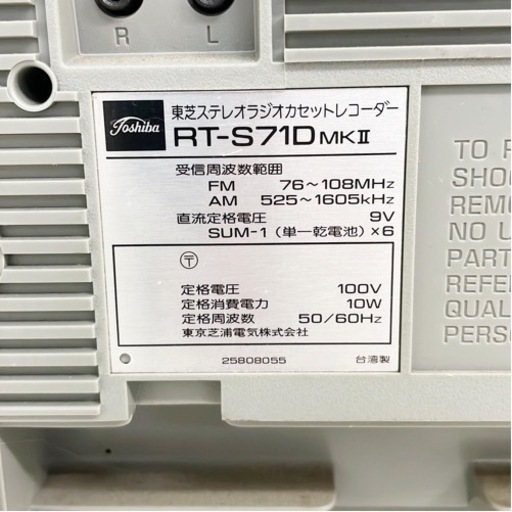 R L
Toshiba
東芝ステレオラジオカセットレコーダー
RT-S71D MKⅡ
受信周波数範囲
FM 76~108MHz
AM 525~1605kHz
直流定格電圧 9V
SUM-1 (単一乾電池)×6
〒
定格電圧 100V
定格消費電力 10W
定格周波数 50/60Hz
東京芝浦電気株式会社
25808055 台湾製
TO
SHO
REMO
NO U
PART
REFE
QUAL
PERS